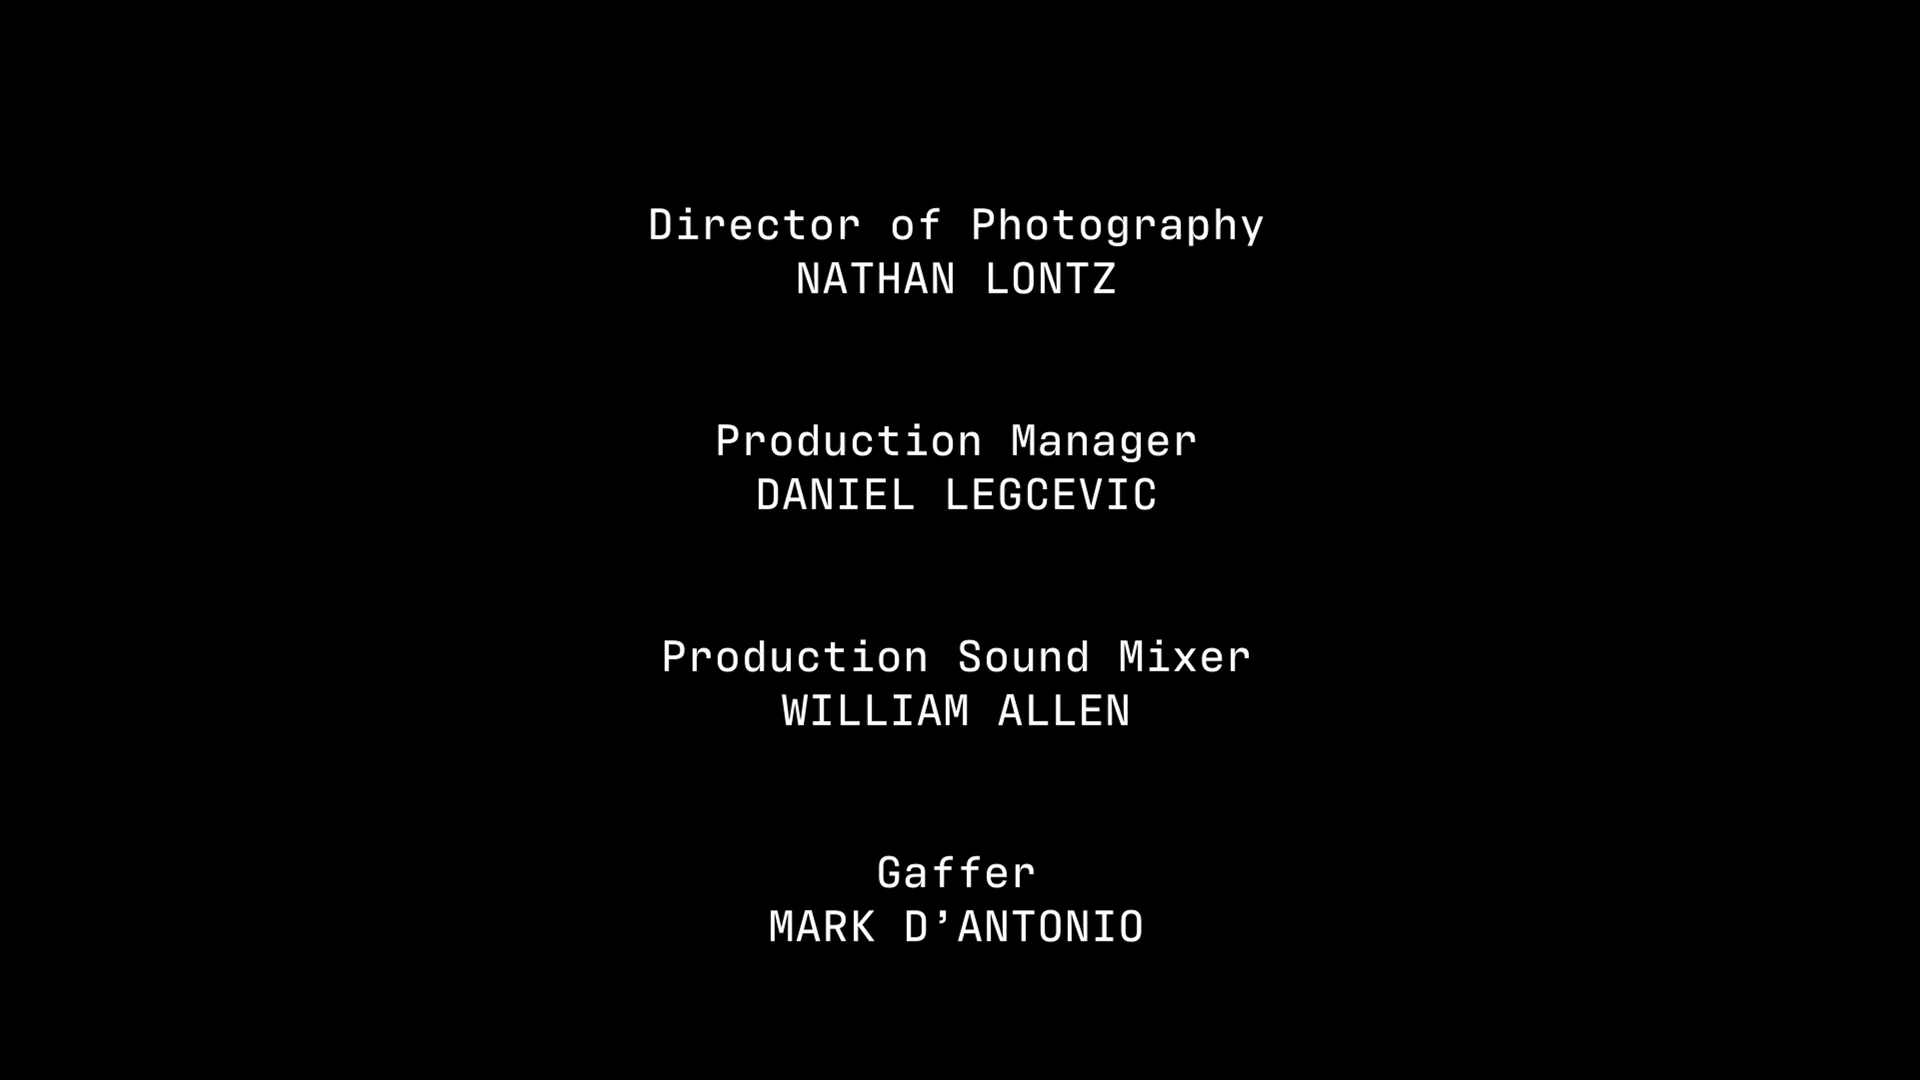 Director of Photography
NATHAN LONTZ
Production Manager
DANIEL LEGCEVIC
Production Sound Mixer
WILLIAM ALLEN
Gaffer
MARK D’ANTONIO